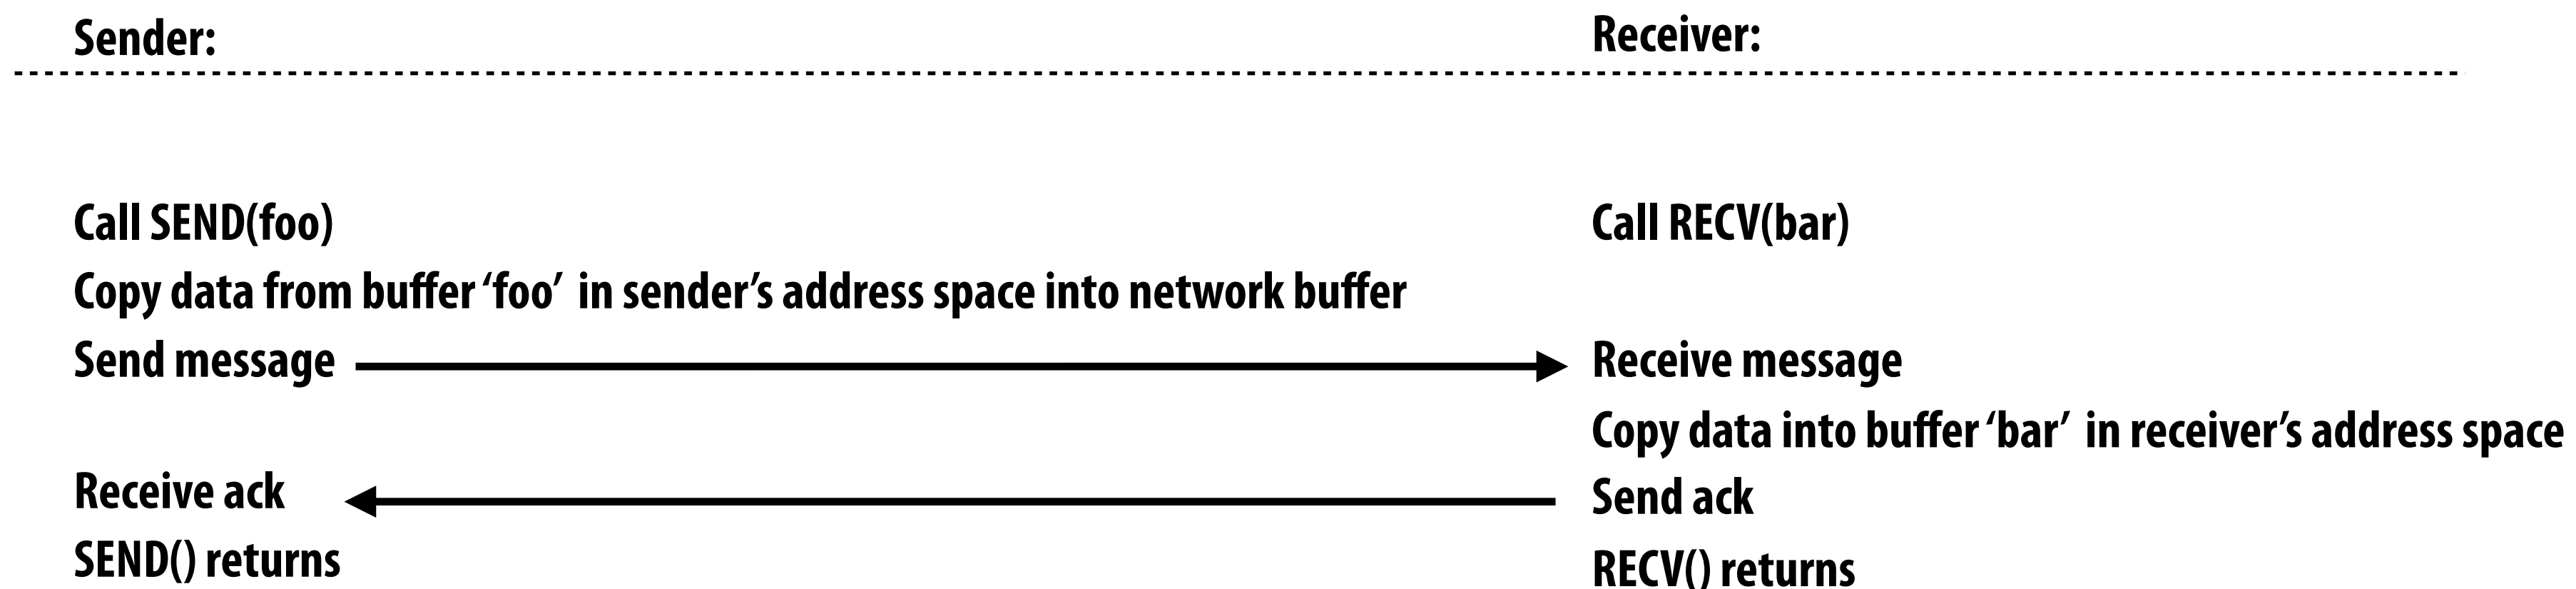 Sender:
Receiver:
Call SEND(foo)
Call RECV(bar)
Copy data from buffer ‘foo’ in sender’s address space into network buffer
Send message
Receive message
Copy data into buffer ‘bar’ in receiver’s address space
Receive ack
Send ack
SEND() returns
RECV() returns